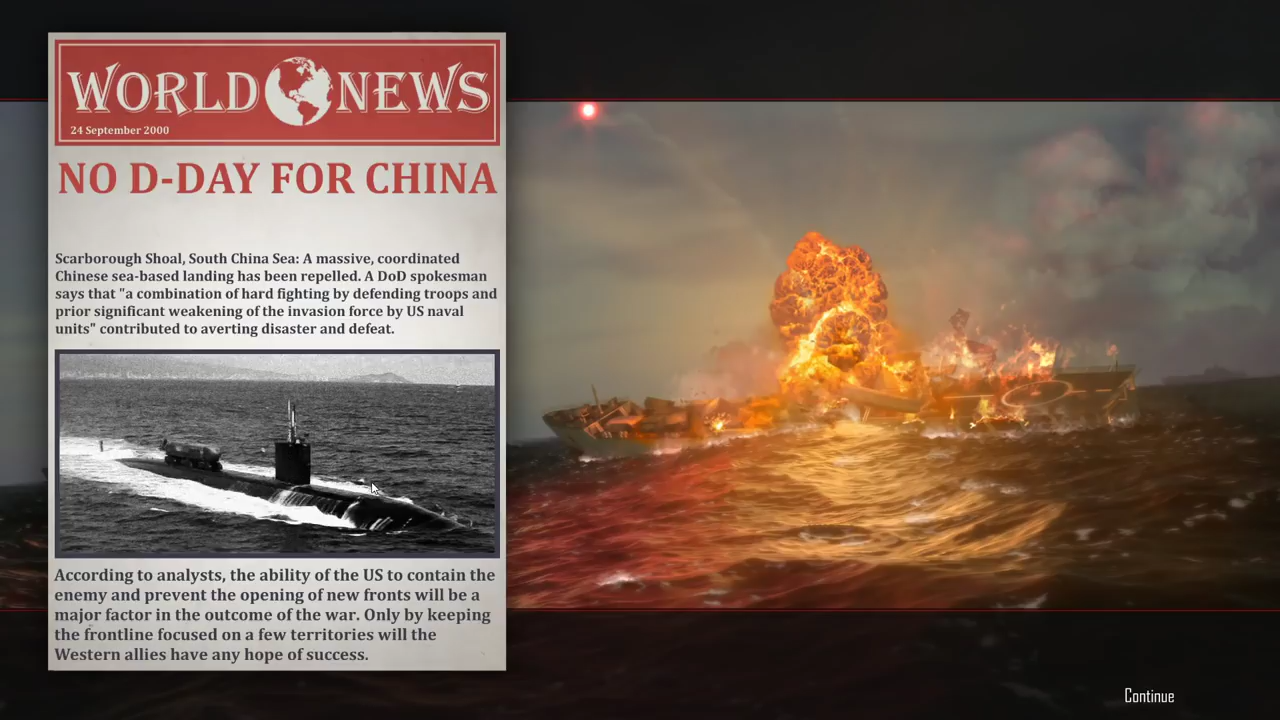 WORLD NEWS
24 September 2000
NO D-DAY FOR CHINA
Scarborough Shoal, South China Sea: A massive, coordinated
Chinese sea-based landing has been repelled. A DoD spokesman
says that "a combination of hard fighting by defending troops and
prior significant weakening of the invasion force by US naval
units" contributed to averting disaster and defeat.
According to analysts, the ability of the US to contain the
enemy and prevent the opening of new fronts will be a
major factor in the outcome of the war. Only by keeping
the frontline focused on a few territories will the
Western allies have any hope of success.
Continue